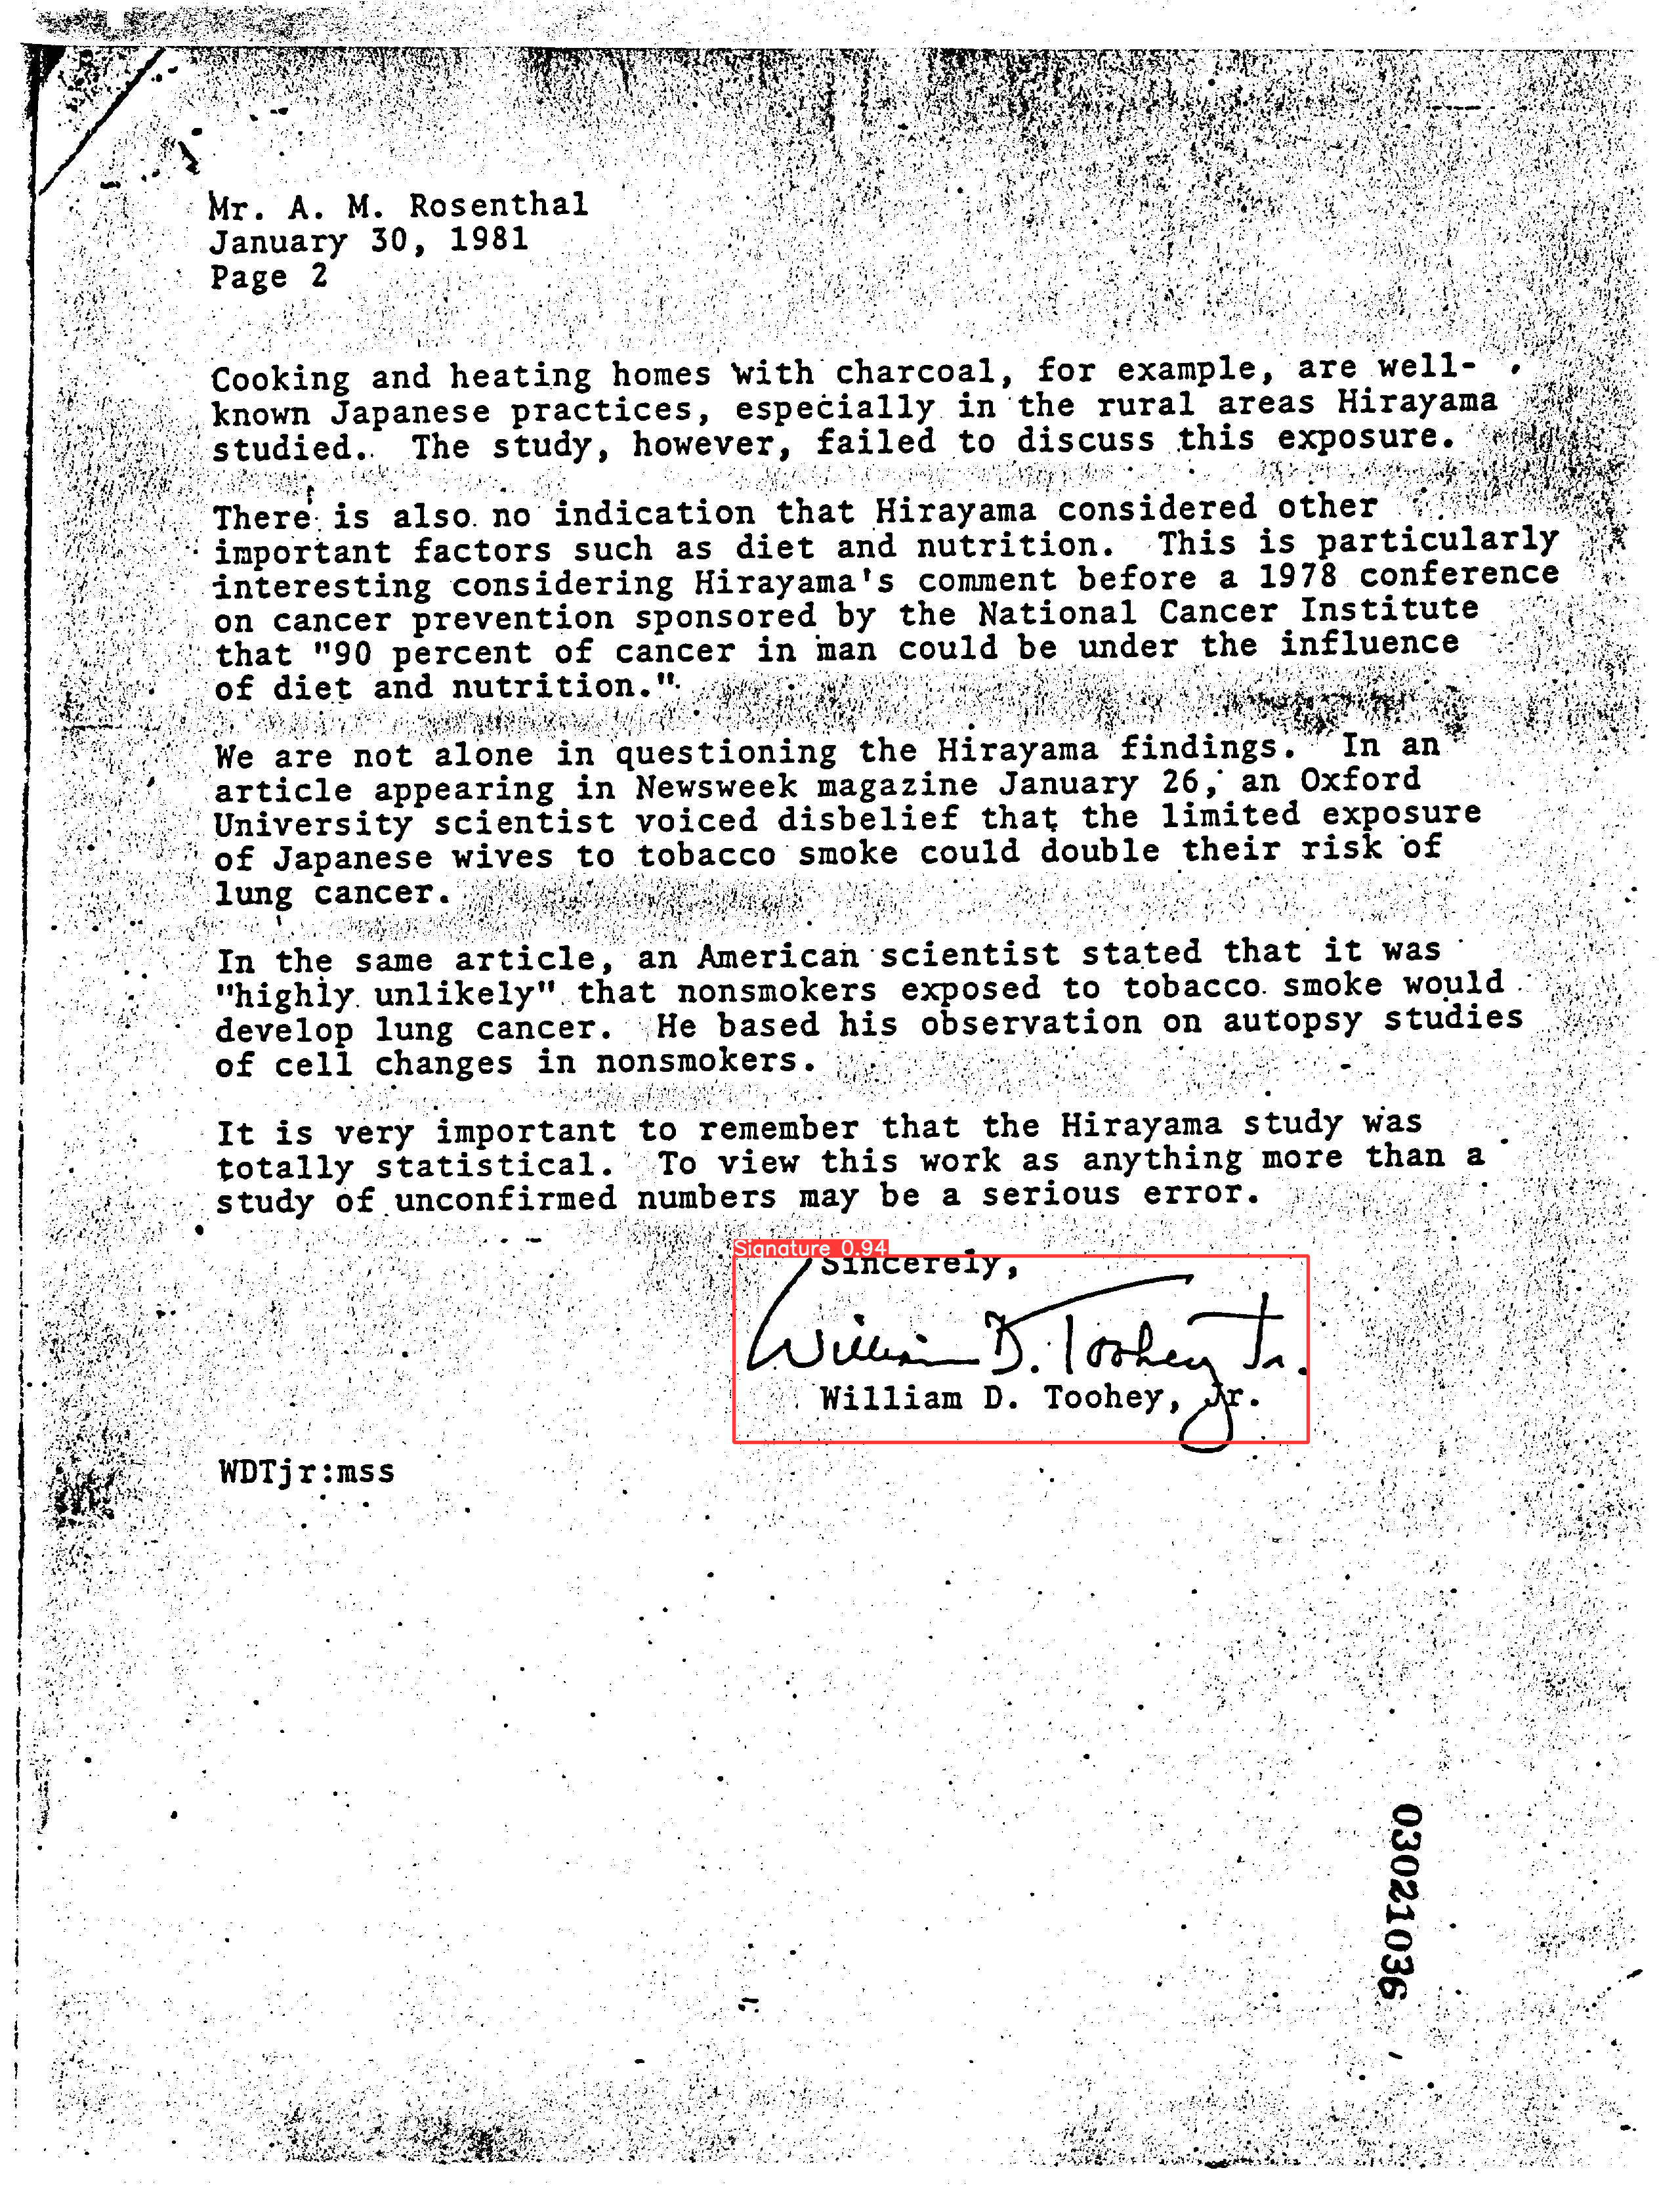 Mr. A. M. Rosenthal
January 30, 1981
Page 2
Cooking and heating homes with charcoal, for example, are well-
known Japanese practices, especially in the rural areas Hirayama
studied. The study, however, failed to discuss this exposure.
There is also no indication that Hirayama considered other
important factors such as diet and nutrition. This is particularly
interesting considering Hirayama's comment before a 1978 conference
on cancer prevention sponsored by the National Cancer Institute
that "90 percent of cancer in man could be under the influence
of diet and nutrition."
We are not alone in questioning the Hirayama findings. In an
article appearing in Newsweek magazine January 26, an Oxford
University scientist voiced disbelief that the limited exposure
of Japanese wives to tobacco smoke could double their risk of
lung cancer.
In the same article, an American scientist stated that it was
"highly unlikely" that nonsmokers exposed to tobacco smoke would
develop lung cancer. He based his observation on autopsy studies
of cell changes in nonsmokers.
It is very important to remember that the Hirayama study was
totally statistical. To view this work as anything more than a
study of unconfirmed numbers may be a serious error.
Signature 0.94
Sincerely,
William D. Toohey Jr.
William D. Toohey, Jr.
WDTjr:mss
03021036